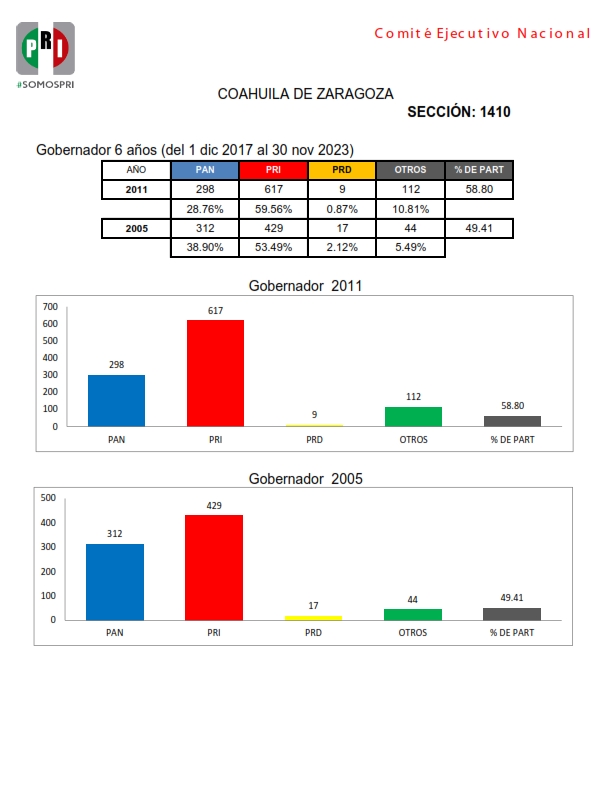 PRI
#SOMOSPRI
Comité Ejecutivo Nacional
COAHUILA DE ZARAGOZA
SECCIÓN: 1410
Gobernador 6 años (del 1 dic 2017 al 30 nov 2023)
AÑO PAN PRI PRD OTROS % DE PART
2011 298 617 9 112 58.80
28.76% 59.56% 0.87% 10.81%
2005 312 429 17 44 49.41
38.90% 53.49% 2.12% 5.49%
Gobernador 2011
700
600
500
400
300
200
100
0
298
617
9
112
58.80
PAN PRI PRD OTROS % DE PART
Gobernador 2005
500
400
300
200
100
0
312
429
17
44
49.41
PAN PRI PRD OTROS % DE PART